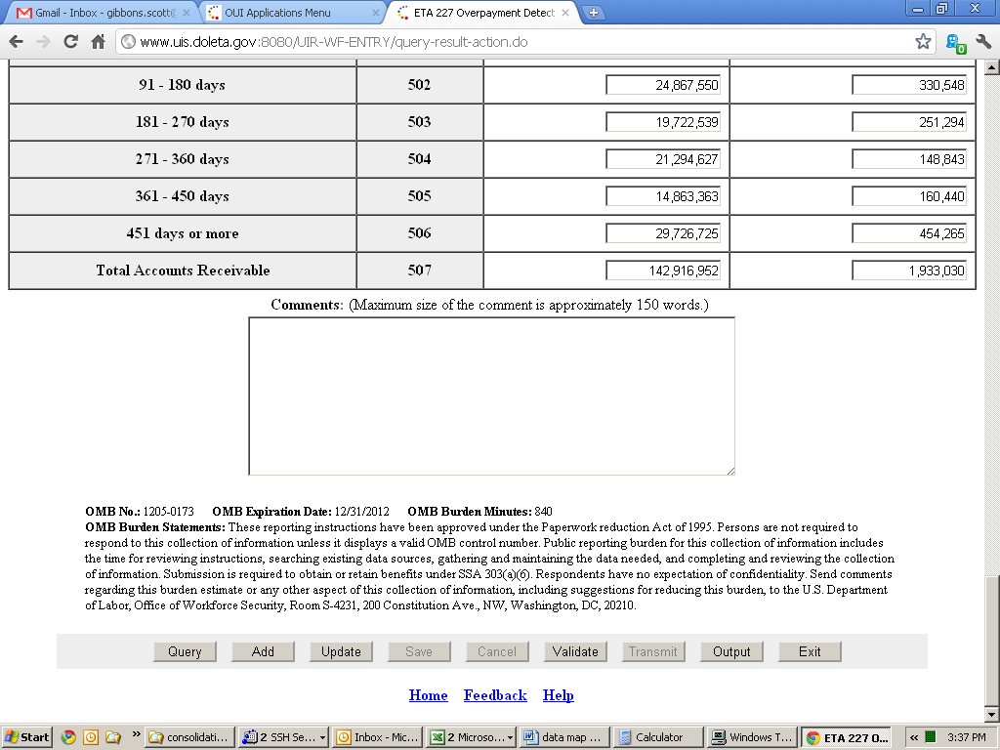 Gmail - Inbox - gibbons.scott@ OUI Applications Menu ETA 227 Overpayment Detect
www.uis.doleta.gov:8080/UIR-WF-ENTRY/query-result-action.do
0
91 - 180 days 502 24,867,550 330,548
181 - 270 days 503 19,722,539 251,294
271 - 360 days 504 21,294,627 148,843
361 - 450 days 505 14,863,363 160,440
451 days or more 506 29,726,725 454,265
Total Accounts Receivable 507 142,916,952 1,933,030
Comments: (Maximum size of the comment is approximately 150 words.)
OMB No.: 1205-0173 OMB Expiration Date: 12/31/2012 OMB Burden Minutes: 840
OMB Burden Statements: These reporting instructions have been approved under the Paperwork reduction Act of 1995. Persons are not required to
respond to this collection of information unless it displays a valid OMB control number. Public reporting burden for this collection of information includes
the time for reviewing instructions, searching existing data sources, gathering and maintaining the data needed, and completing and reviewing the collection
of information. Submission is required to obtain or retain benefits under SSA 303(a)(6). Respondents have no expectation of confidentiality. Send comments
regarding this burden estimate or any other aspect of this collection of information, including suggestions for reducing this burden, to the U.S. Department
of Labor, Office of Workforce Security, Room S-4231, 200 Constitution Ave., NW, Washington, DC, 20210.
Query Add Update Save Cancel Validate Transmit Output Exit
Home Feedback Help
Start » consolidati... 2 SSH Se... Inbox - Mic... 2 Microso... data map ... Calculator Windows T... ETA 227 O... « 3:37 PM